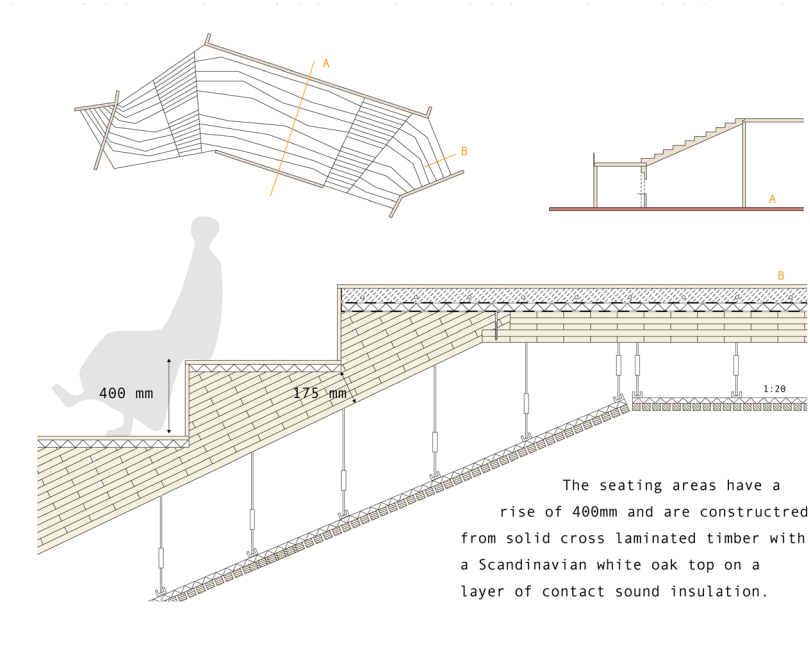 A
B
A
B
400 mm
175 mm
1:20
The seating areas have a
rise of 400mm and are constructred
from solid cross laminated timber with
a Scandinavian white oak top on a
layer of contact sound insulation.